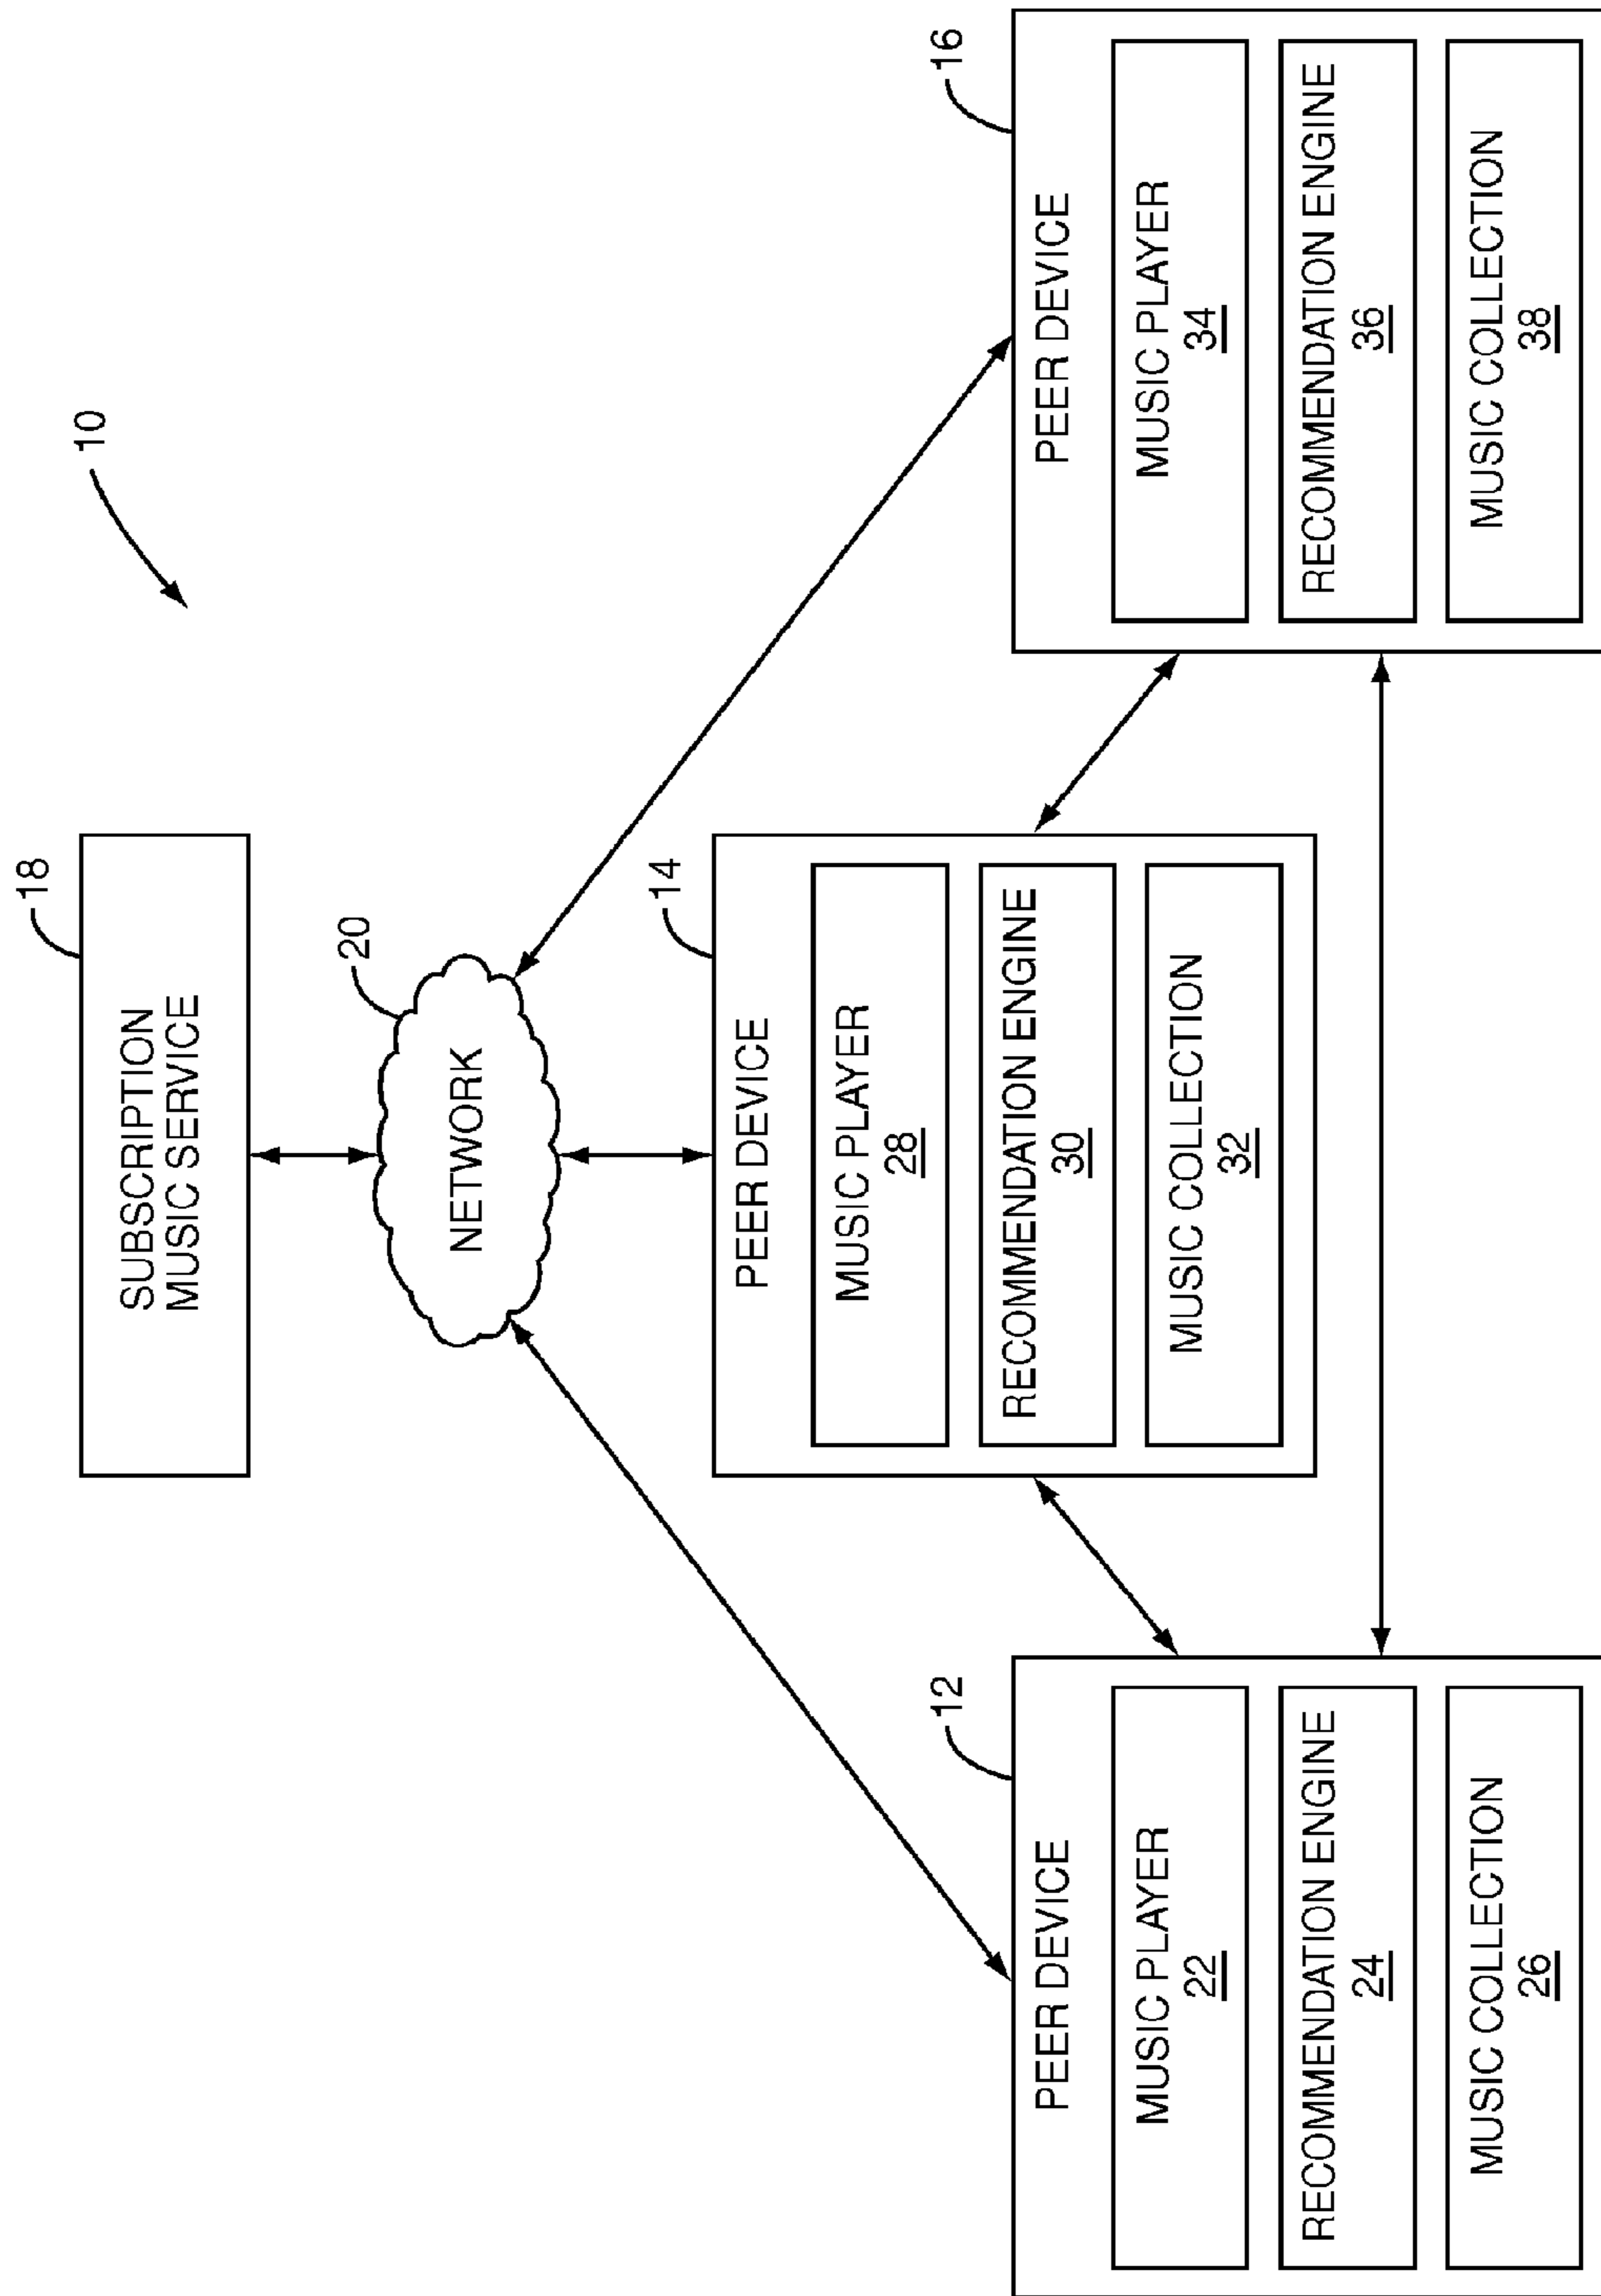 10
18
SUBSCRIPTION
MUSIC SERVICE
20
NETWORK
12
PEER DEVICE
MUSIC PLAYER
22
RECOMMENDATION ENGINE
24
MUSIC COLLECTION
26
14
PEER DEVICE
MUSIC PLAYER
28
RECOMMENDATION ENGINE
30
MUSIC COLLECTION
32
16
PEER DEVICE
MUSIC PLAYER
34
RECOMMENDATION ENGINE
36
MUSIC COLLECTION
38